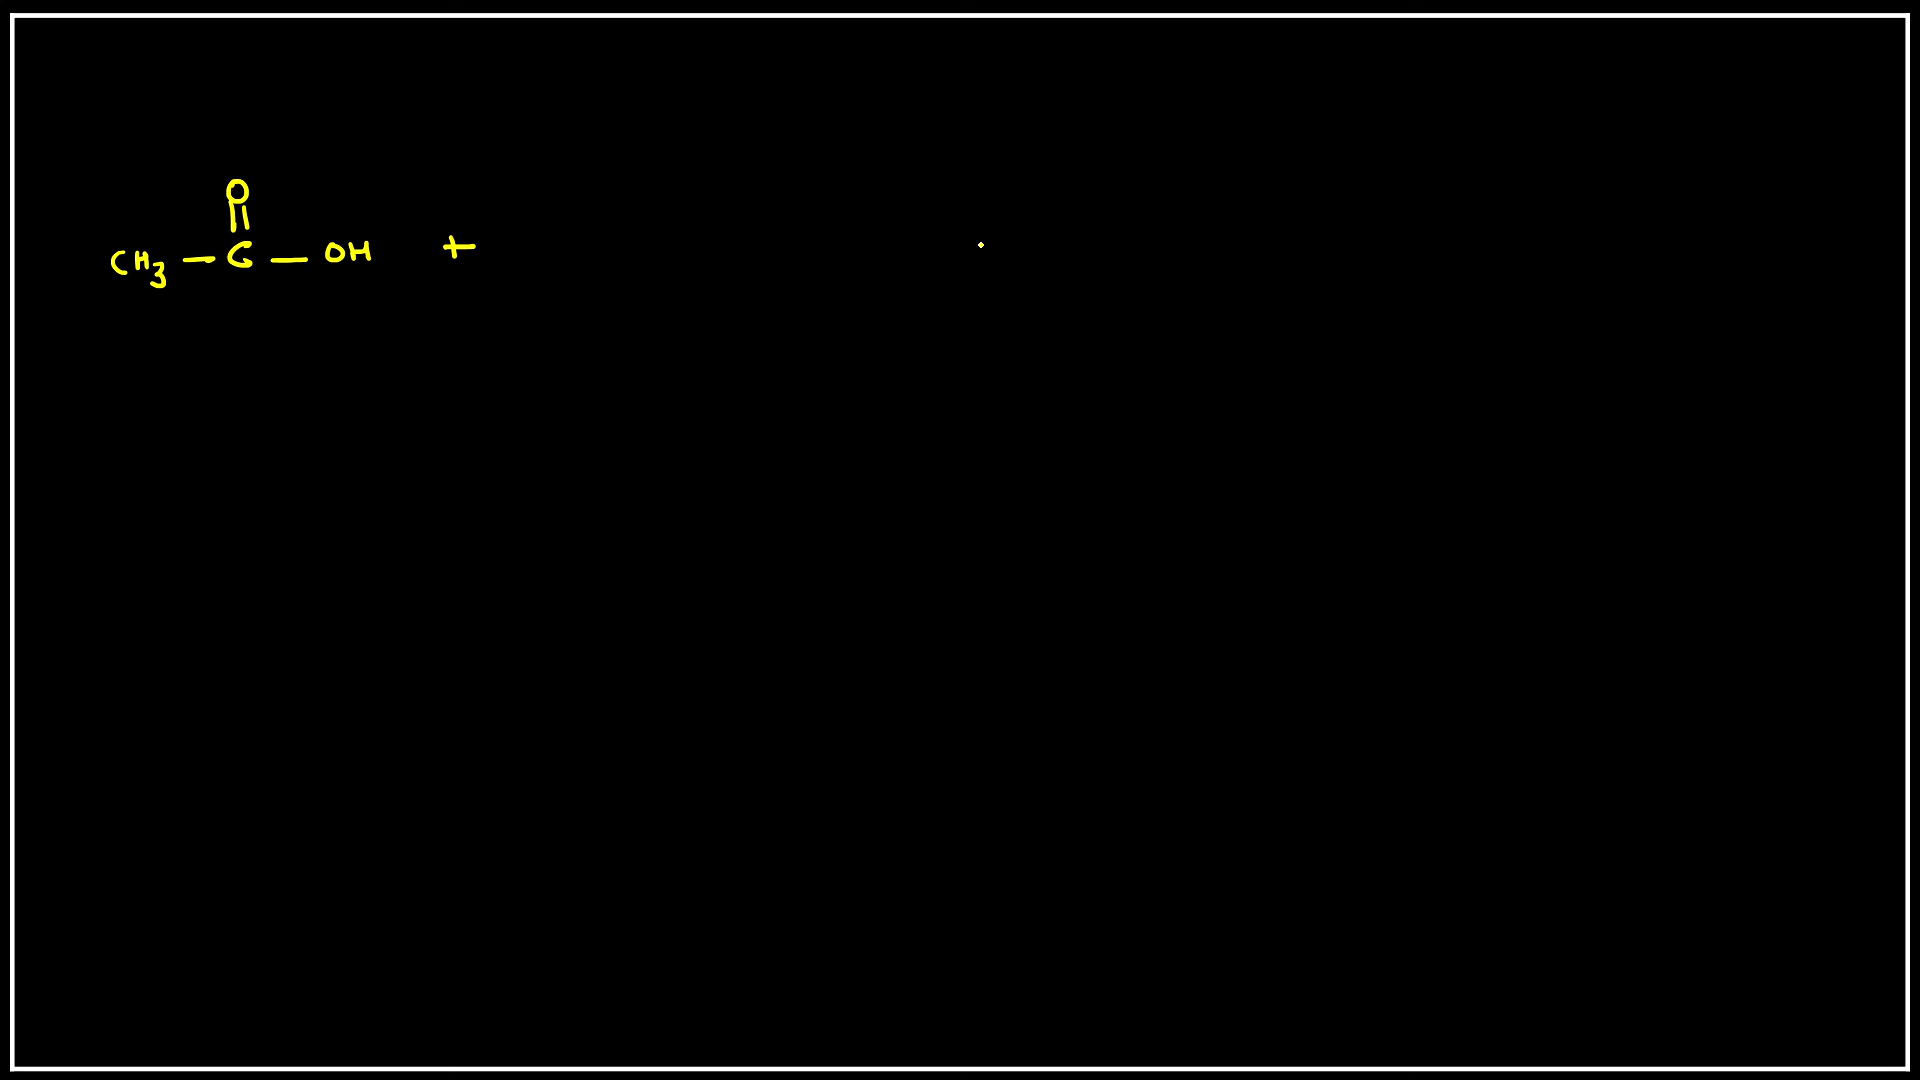 O
CH3 — C — OH +